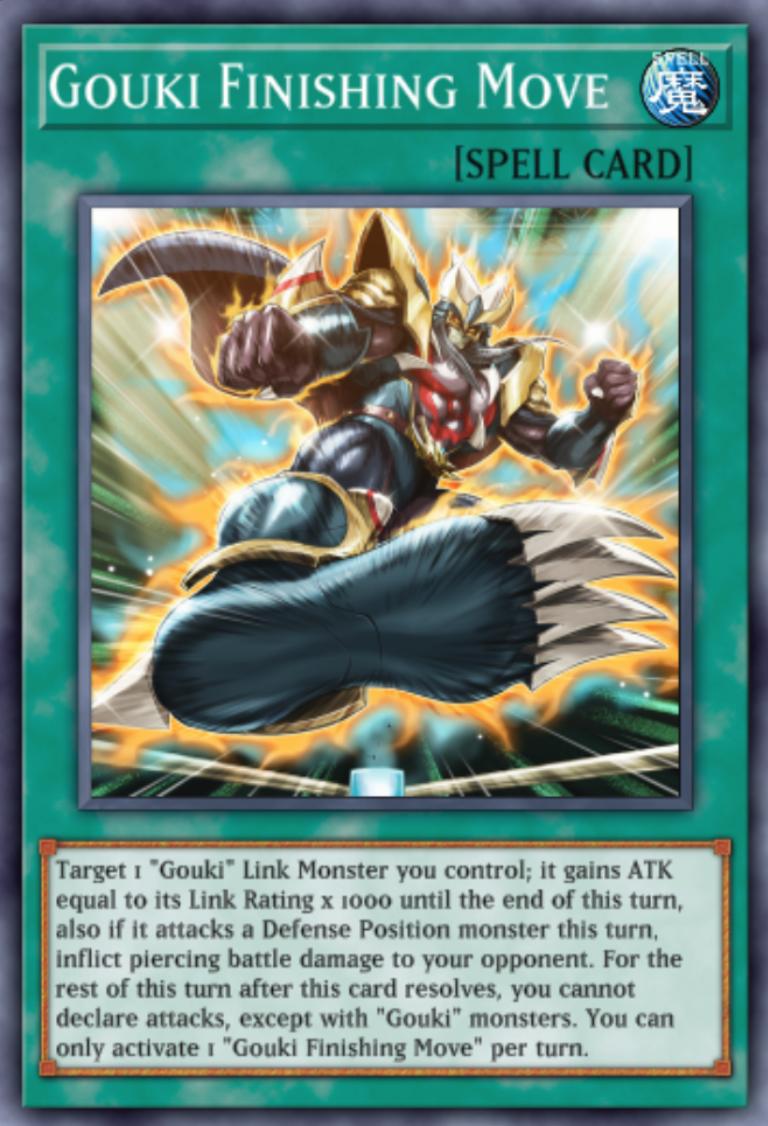 Gouki Finishing Move
SPELL
魔
[SPELL CARD]
Target 1 "Gouki" Link Monster you control; it gains ATK
equal to its Link Rating x 1000 until the end of this turn,
also if it attacks a Defense Position monster this turn,
inflict piercing battle damage to your opponent. For the
rest of this turn after this card resolves, you cannot
declare attacks, except with "Gouki" monsters. You can
only activate 1 "Gouki Finishing Move" per turn.